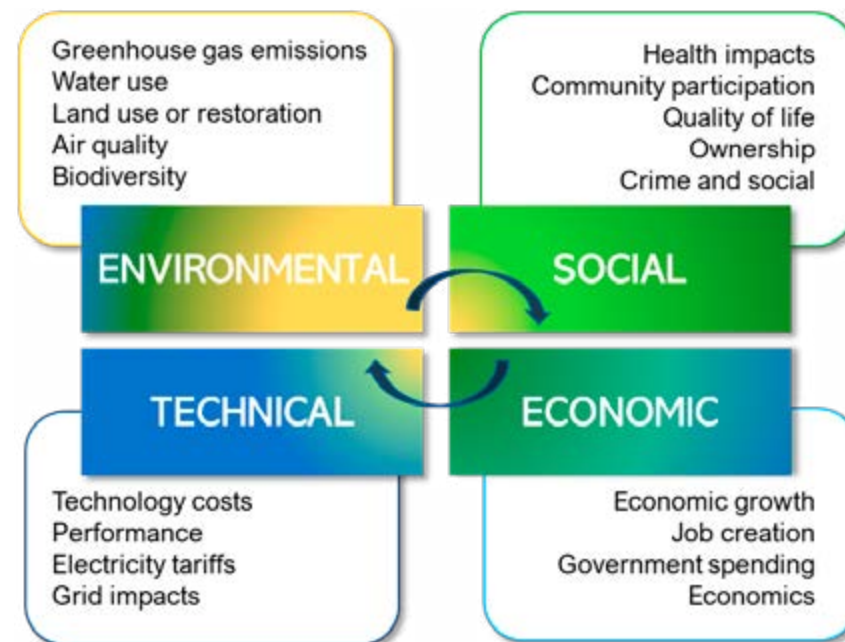 Greenhouse gas emissions
Water use
Land use or restoration
Air quality
Biodiversity
Health impacts
Community participation
Quality of life
Ownership
Crime and social
ENVIRONMENTAL
SOCIAL
TECHNICAL
ECONOMIC
Technology costs
Performance
Electricity tariffs
Grid impacts
Economic growth
Job creation
Government spending
Economics